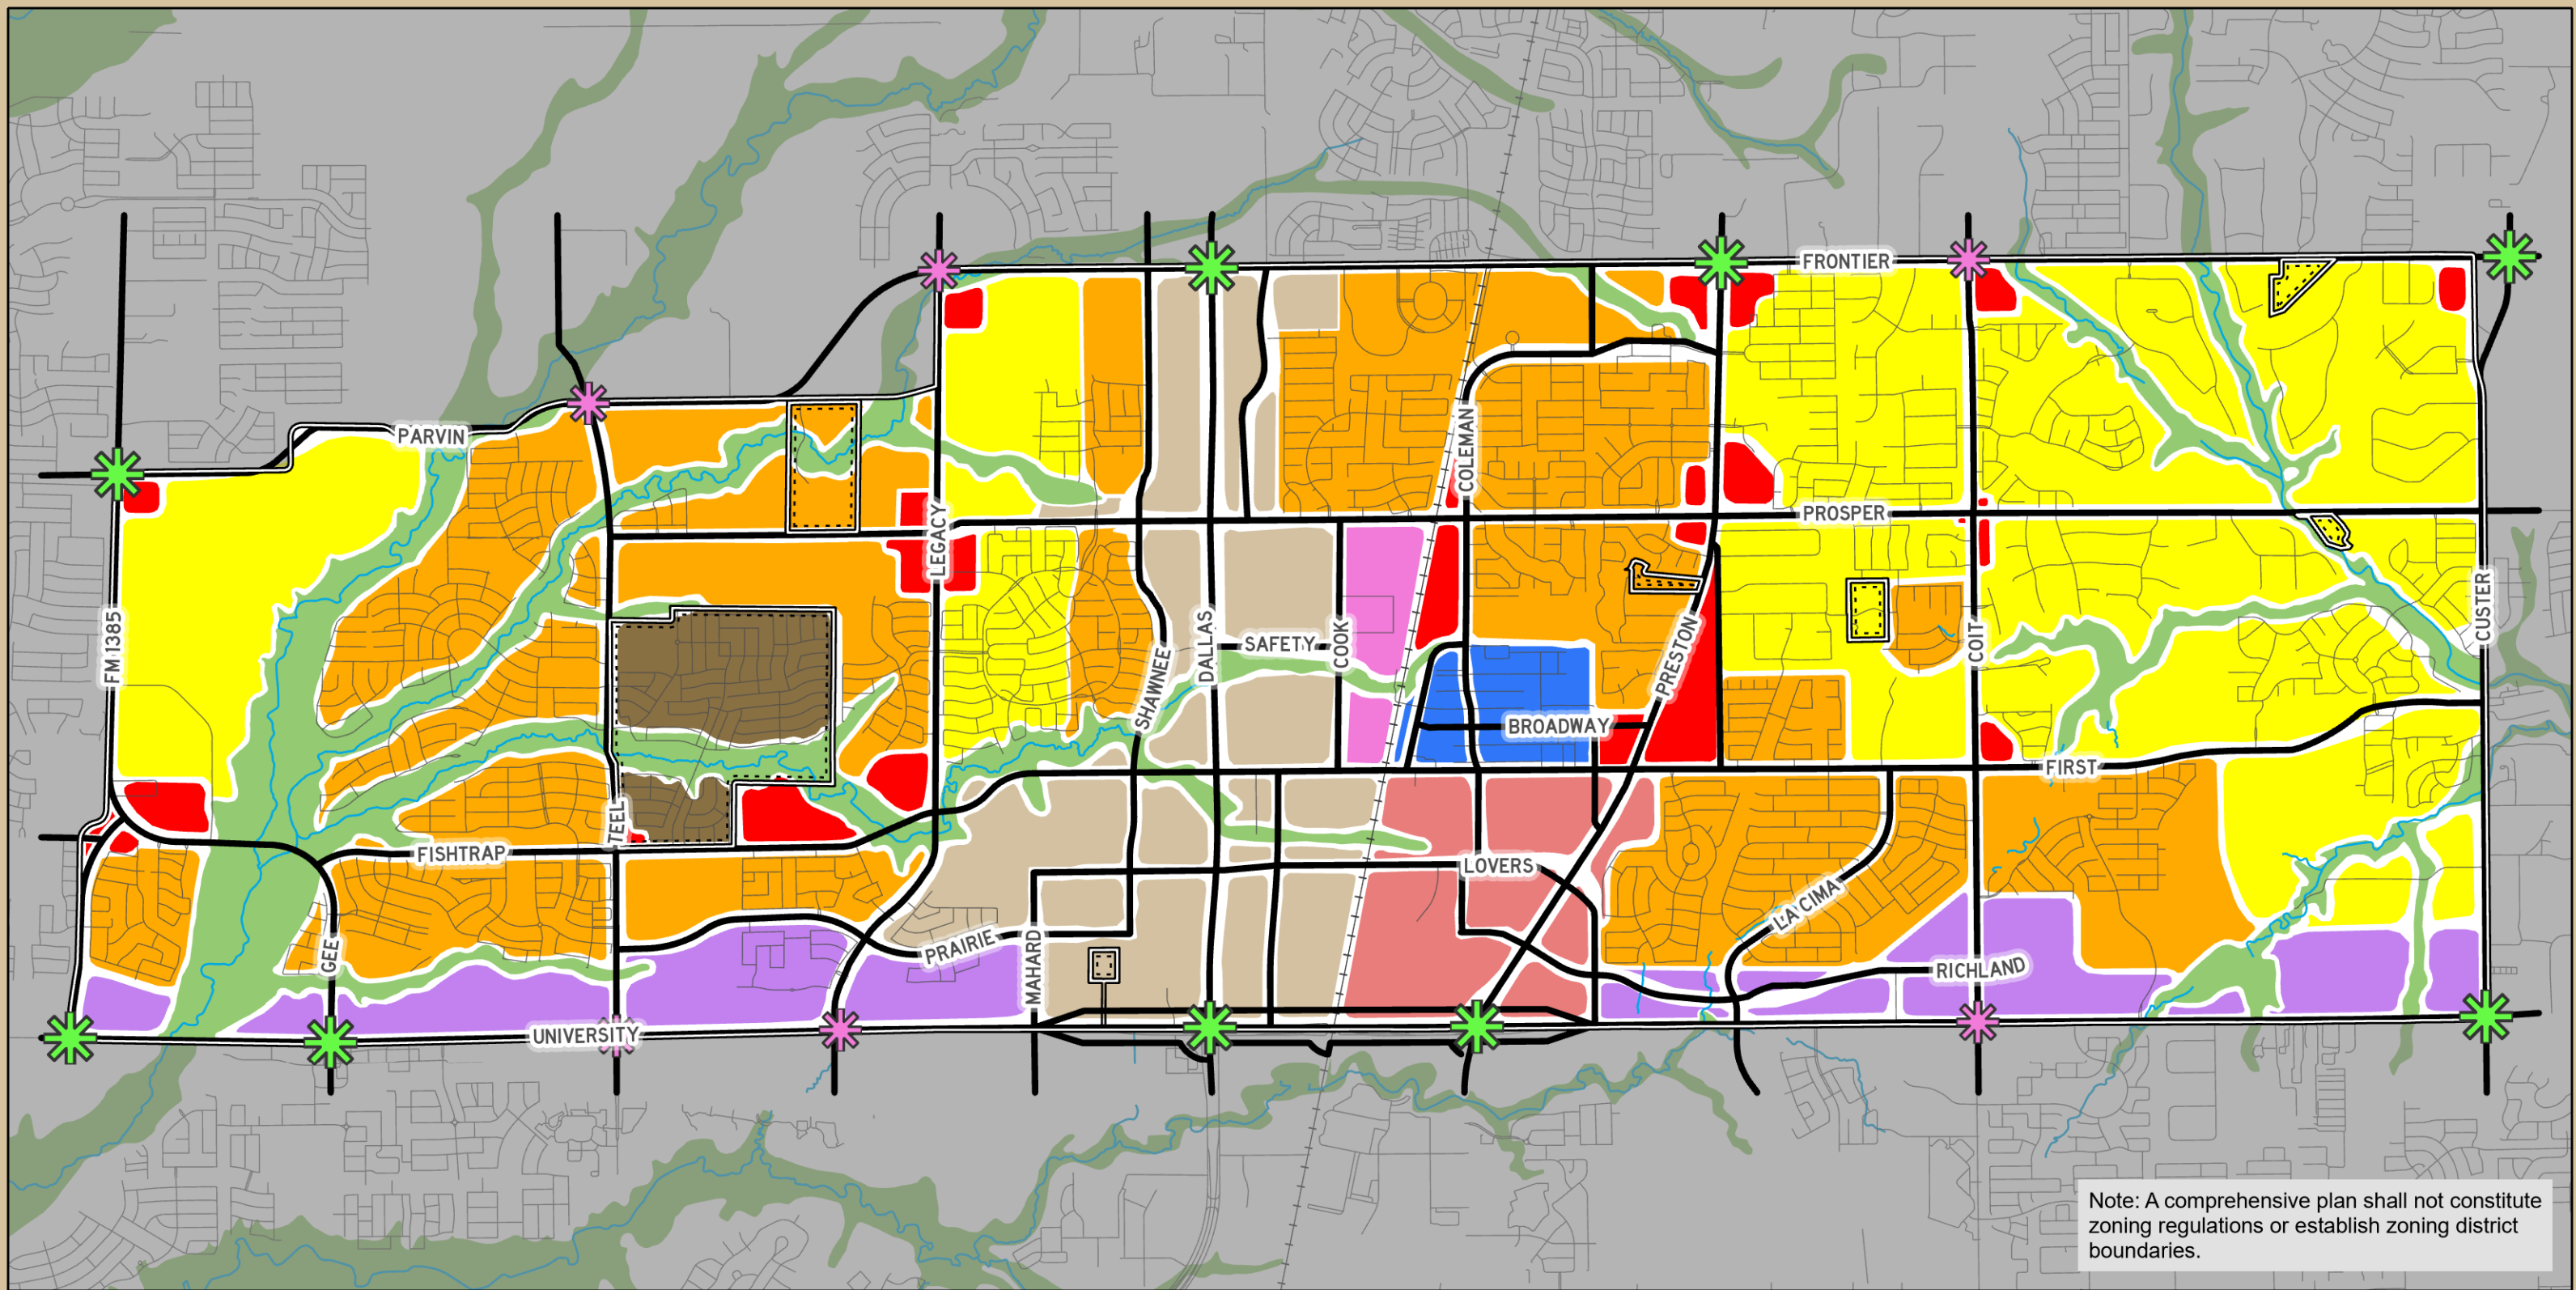 FRONTIER
PARVIN
COLEMAN
PROSPER
LEGACY
FM 1385
SAFETY
COOK
DALLAS
SHAWNEE
PRESTON
COIT
CUSTER
BROADWAY
FIRST
TEEL
FISHTRAP
LOVERS
LA CIMA
GEE
PRAIRIE
MAHARD
RICHLAND
UNIVERSITY
Note: A comprehensive plan shall not constitute
zoning regulations or establish zoning district
boundaries.